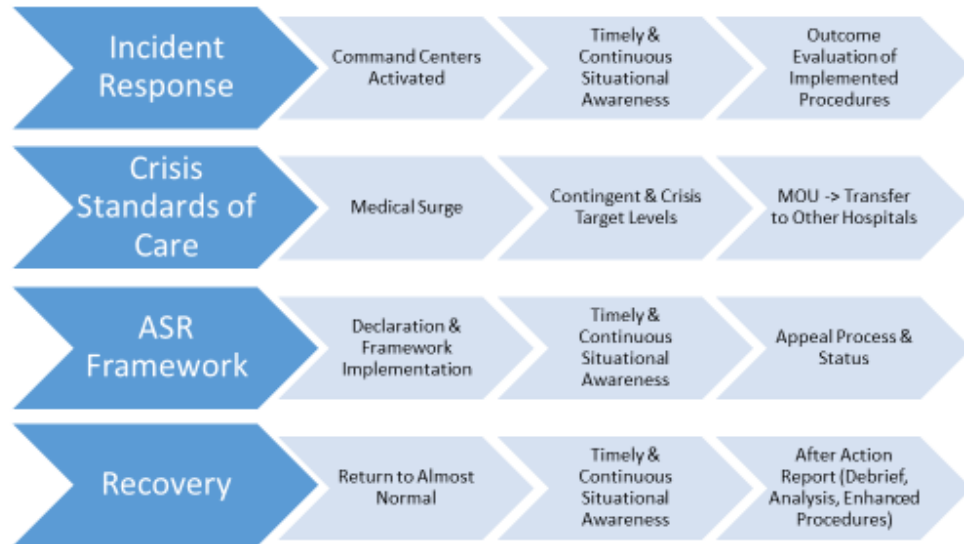 Incident
Response
Command Centers
Activated
Timely &
Continuous
Situational
Awareness
Outcome
Evaluation of
Implemented
Procedures
Crisis
Standards of
Care
Medical Surge
Contingent & Crisis
Target Levels
MOU -> Transfer
to Other Hospitals
ASR
Framework
Declaration &
Framework
Implementation
Timely &
Continuous
Situational
Awareness
Appeal Process &
Status
Recovery
Return to Almost
Normal
Timely &
Continuous
Situational
Awareness
After Action
Report (Debrief,
Analysis, Enhanced
Procedures)